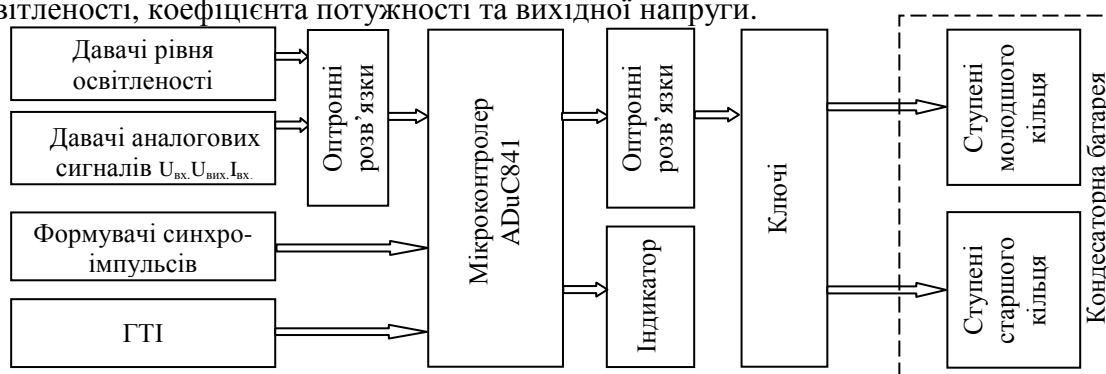 вітленості, коефіцієнта потужності та вихідної напруги.
Давачі рівня
освітленості
Давачі аналогових
сигналів Uвх.Uвих.Iвх.
Формувачі синхро-
імпульсів
ГТІ
Оптронні
розв’язки
Мікроконтролер
ADuC841
Оптронні
розв’язки
Індикатор
Ключі
Ступені
молодшого
кільця
Ступені
старшого
кільця
Кондесаторна батарея